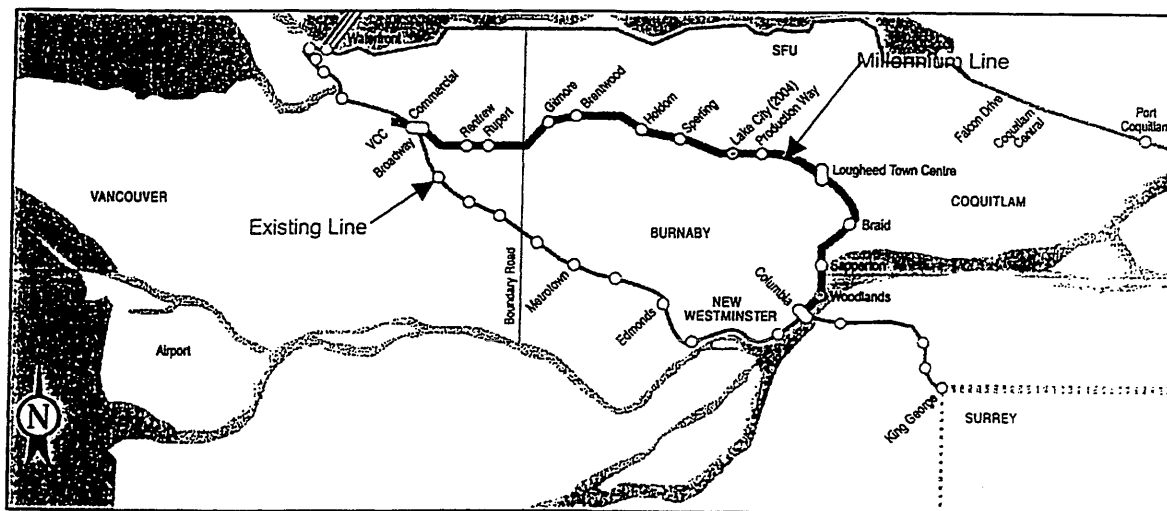 Waterfront
SFU
Millennium Line
VCC
Commercial
Broadway
Renfrew
Rupert
Gilmore
Brentwood
Holdom
Sperling
Lake City (2004)
Production Way
Falcon Drive
Coquitlam
Central
Port
Coquitlam
Lougheed Town Centre
VANCOUVER
Existing Line
BURNABY
COQUITLAM
Braid
Sapperton
Boundary Road
Metrotown
Columbia
Woodlands
NEW
WESTMINSTER
Edmonds
Airport
N
King George
SURREY